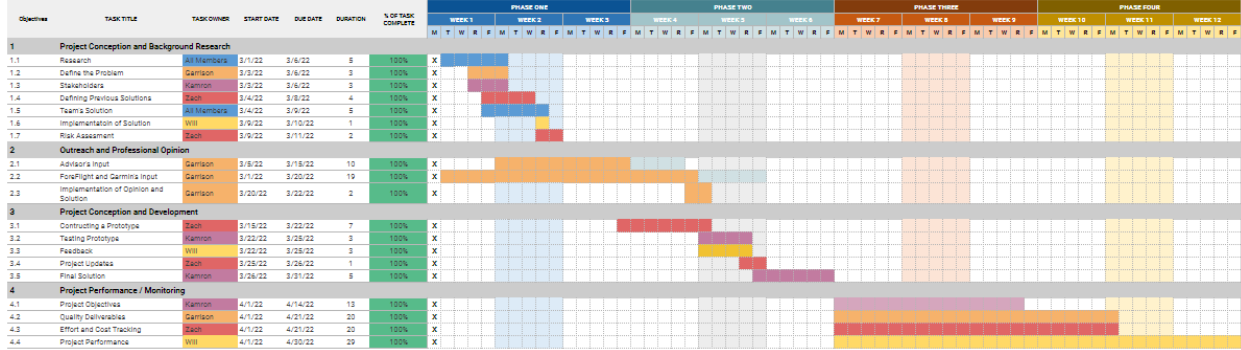 PHASE ONE PHASE TWO PHASE THREE PHASE FOUR
Objectives TASK TITLE TASK OWNER START DATE DUE DATE DURATION % OF TASK COMPLETE WEEK 1 WEEK 2 WEEK 3 WEEK 4 WEEK 5 WEEK 6 WEEK 7 WEEK 8 WEEK 9 WEEK 10 WEEK 11 WEEK 12
M T W R F M T W R F M T W R F M T W R F M T W R F M T W R F M T W R F M T W R F M T W R F M T W R F M T W R F M T W R F
1 Project Conception and Background Research
1.1 Research All Members 3/1/22 3/6/22 5 100% X
1.2 Define the Problem Garrison 3/3/22 3/6/22 3 100% X
1.3 Stakeholders Kamron 3/3/22 3/6/22 3 100% X
1.4 Defining Previous Solutions Zach 3/4/22 3/8/22 4 100% X
1.5 Team's Solution All Members 3/4/22 3/9/22 5 100% X
1.6 Implementatoin of Solution Will 3/9/22 3/10/22 1 100% X
1.7 Risk Assesment Zach 3/9/22 3/11/22 2 100% X
2 Outreach and Professional Opinion
2.1 Advisors Input Garrison 3/5/22 3/15/22 10 100% X
2.2 ForeFlight and Garmin's Input Garrison 3/1/22 3/20/22 19 100% X
2.3 Implementation of Opinion and Solution Garrison 3/20/22 3/22/22 2 100% X
3 Project Conception and Development
3.1 Contructing a Prototype Zach 3/15/22 3/22/22 7 100% X
3.2 Testing Prototype Kamron 3/22/22 3/25/22 3 100% X
3.3 Feedback Will 3/22/22 3/25/22 3 100% X
3.4 Project Updates Zach 3/25/22 3/26/22 1 100% X
3.5 Final Solution Kamron 3/26/22 3/31/22 5 100% X
4 Project Performance / Monitoring
4.1 Project Objectives Kamron 4/1/22 4/14/22 13 100% X
4.2 Quality Deliverables Garrison 4/1/22 4/21/22 20 100% X
4.3 Effort and Cost Tracking Zach 4/1/22 4/21/22 20 100% X
4.4 Project Performance Will 4/1/22 4/30/22 29 100% X